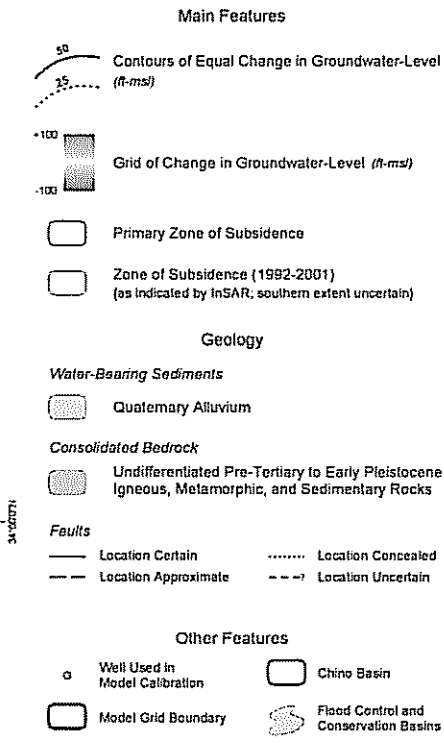 Main Features
50
25
Contours of Equal Change in Groundwater-Level
(ft-msl)
+100
-100
Grid of Change in Groundwater-Level (ft-msl)
Primary Zone of Subsidence
Zone of Subsidence (1992-2001)
(as indicated by InSAR; southern extent uncertain)
Geology
Water-Bearing Sediments
Quaternary Alluvium
Consolidated Bedrock
Undifferentiated Pre-Tertiary to Early Pleistocene
Igneous, Metamorphic, and Sedimentary Rocks
Faults
Location Certain
Location Concealed
Location Approximate
? Location Uncertain
Other Features
Well Used in
Model Calibration
Chino Basin
Model Grid Boundary
Flood Control and
Conservation Basins